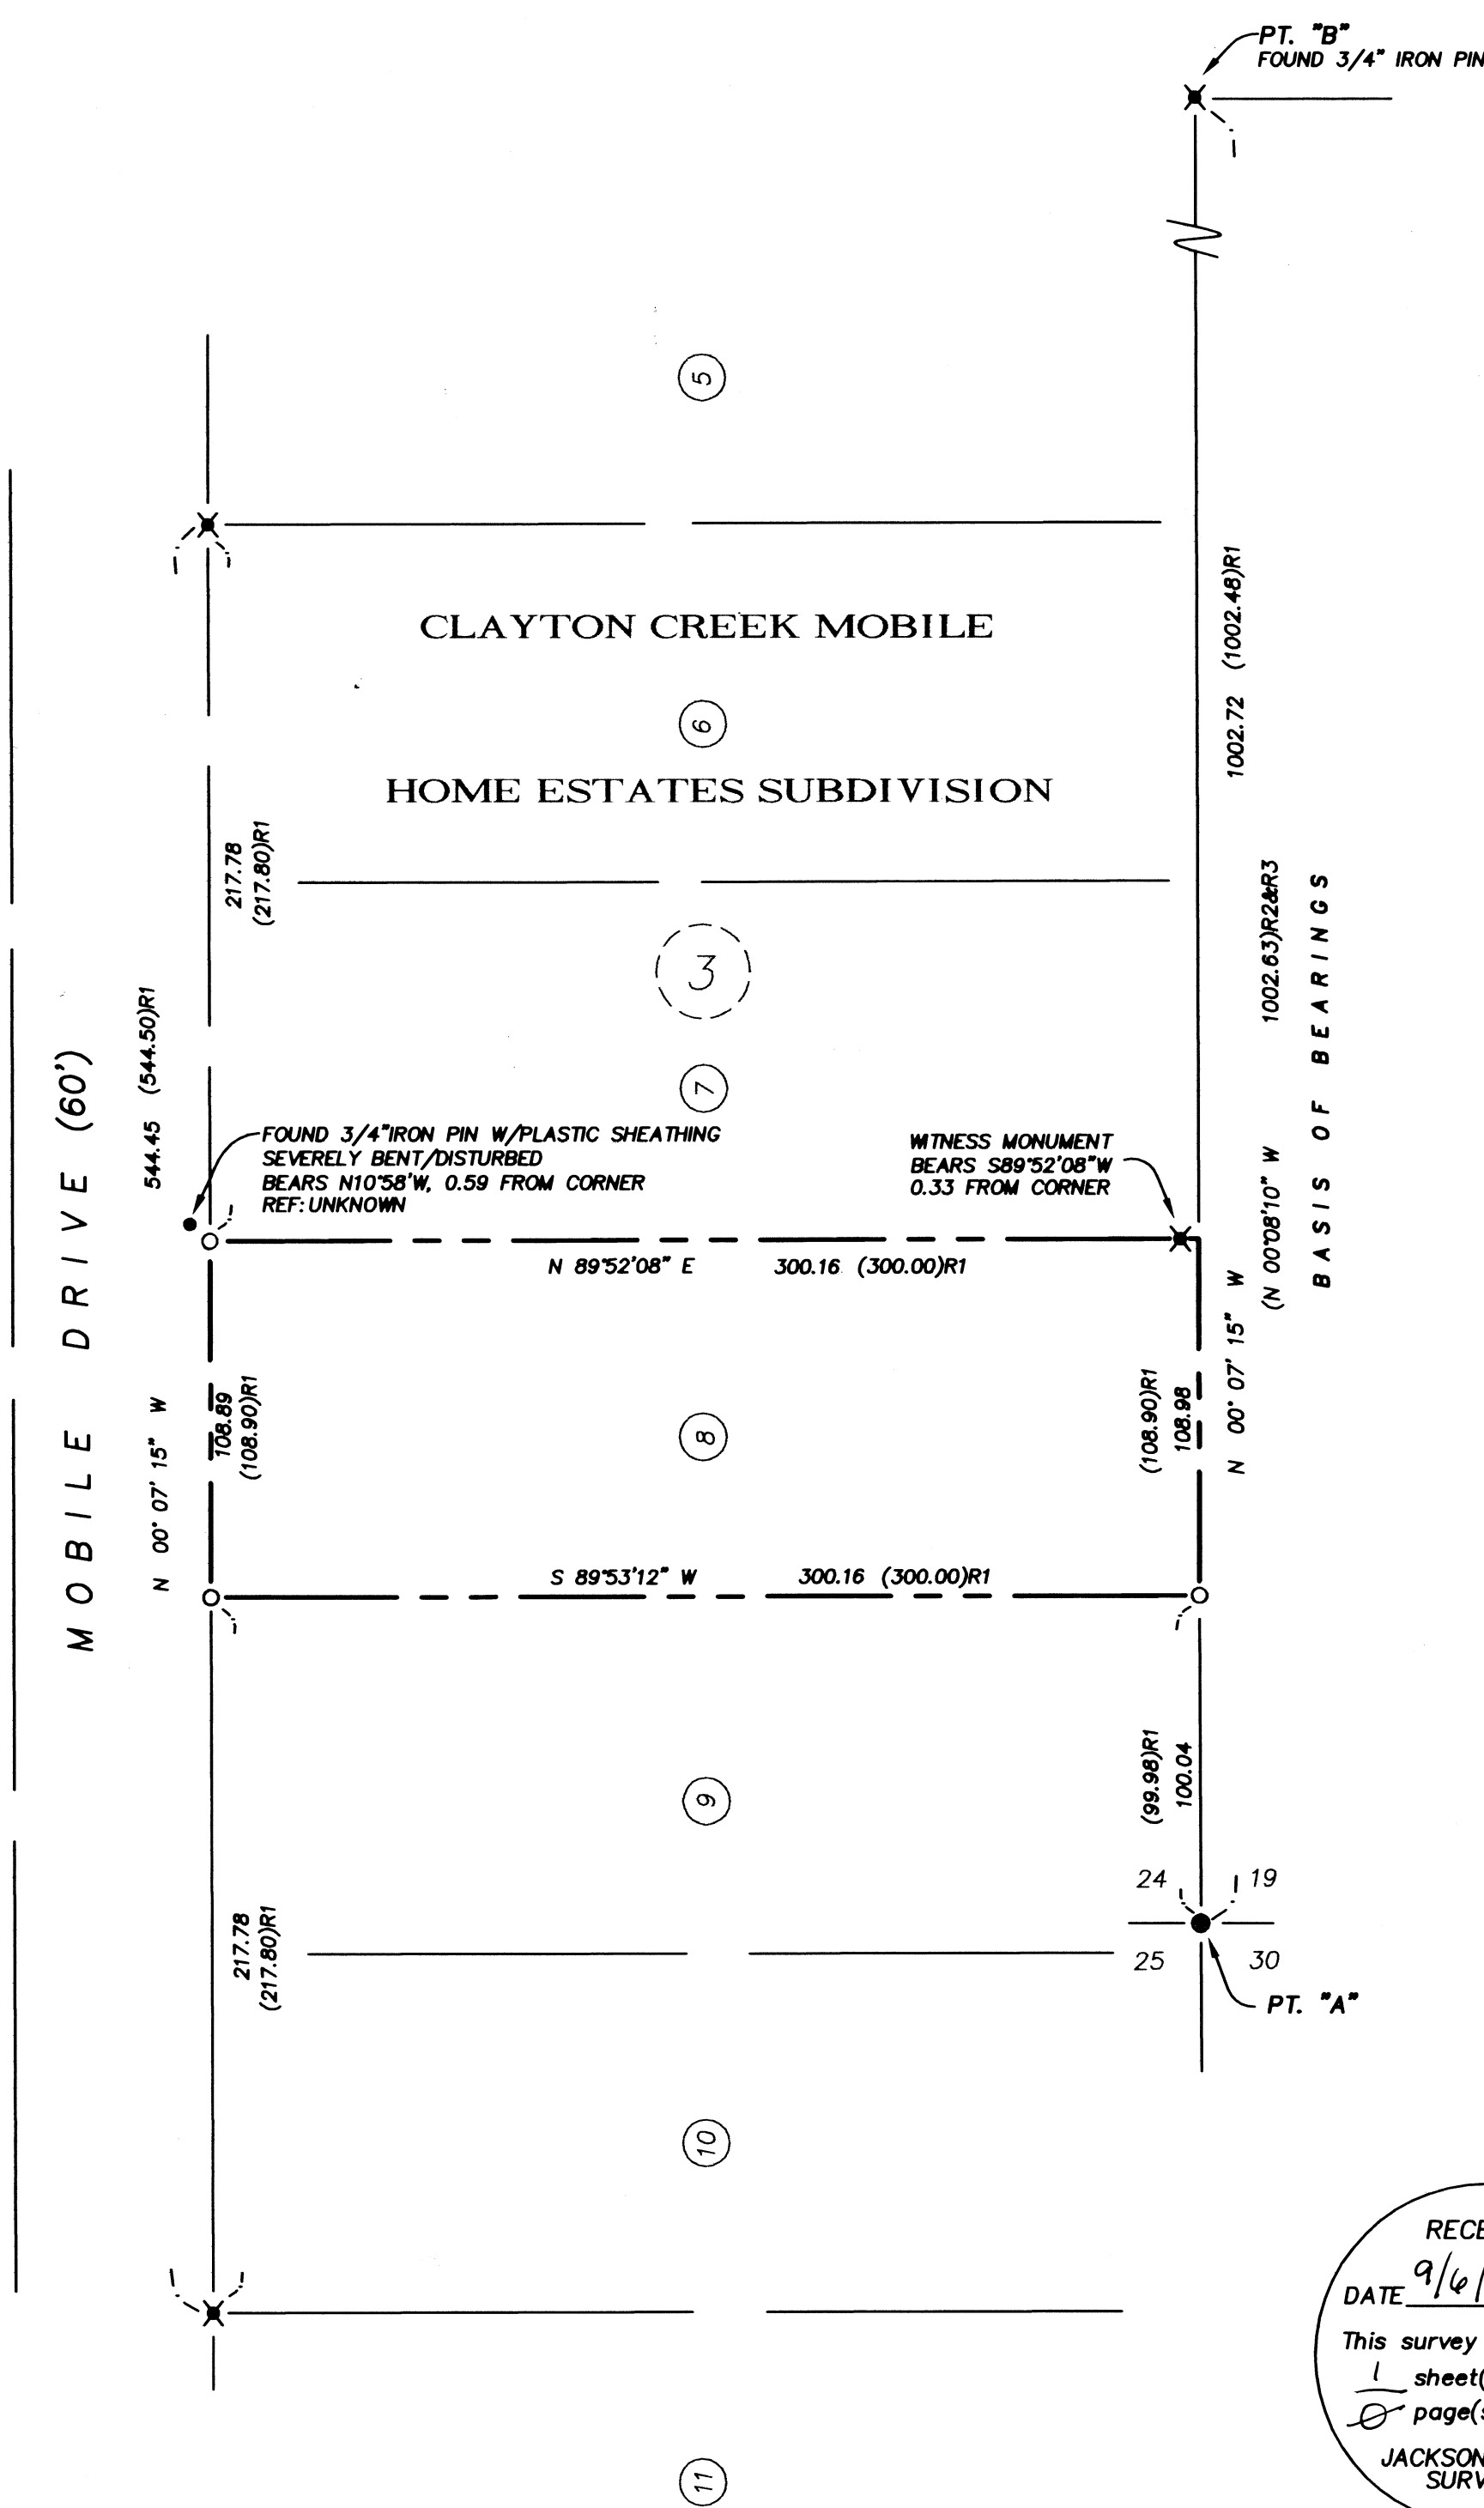 PT. "B"
FOUND 3/4" IRON PIN
5
CLAYTON CREEK MOBILE
6
HOME ESTATES SUBDIVISION
1002.72 (1002.48)R1
217.78
(217.80)R1
3
544.45 (544.50)R1
1002.63)R2&R3
(N 00°08'10" W
BASIS OF BEARINGS
7
MOBILE DRIVE (60')
FOUND 3/4"IRON PIN W/PLASTIC SHEATHING
SEVERELY BENT/DISTURBED
BEARS N10°58'W, 0.59 FROM CORNER
REF: UNKNOWN
WITNESS MONUMENT
BEARS S89°52'08"W
0.33 FROM CORNER
N 89°52'08" E 300.16 (300.00)R1
N 00° 07' 15" W
108.89
(108.90)R1
8
(108.90)R1
108.98
N 00° 07' 15" W
S 89°53'12" W 300.16 (300.00)R1
9
(99.98)R1
100.04
24 19
25 30
PT. "A"
217.78
(217.80)R1
10
RECE
DATE 9/6/
This survey
1 sheet(
0 page(s
JACKSON
SURV
11